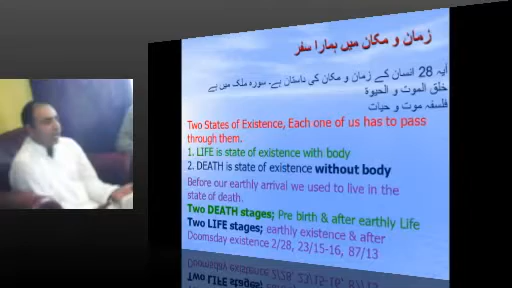 زمان و مکان میں ہمارا سفر
آیہ 28 انسان کے زمان و مکان کی داستان ہے۔ سورہ ملک میں ہے
خلق الموت و الحیوة
فلسفہ موت و حیات
Two States of Existence, Each one of us has to pass
through them.
1. LIFE is state of existence with body
2. DEATH is state of existence without body
Before our earthly arrival we used to live in the
state of death.
Two DEATH stages; Pre birth & after earthly Life
Two LIFE stages; earthly existence & after
Doomsday existence 2/28, 23/15-16, 87/13